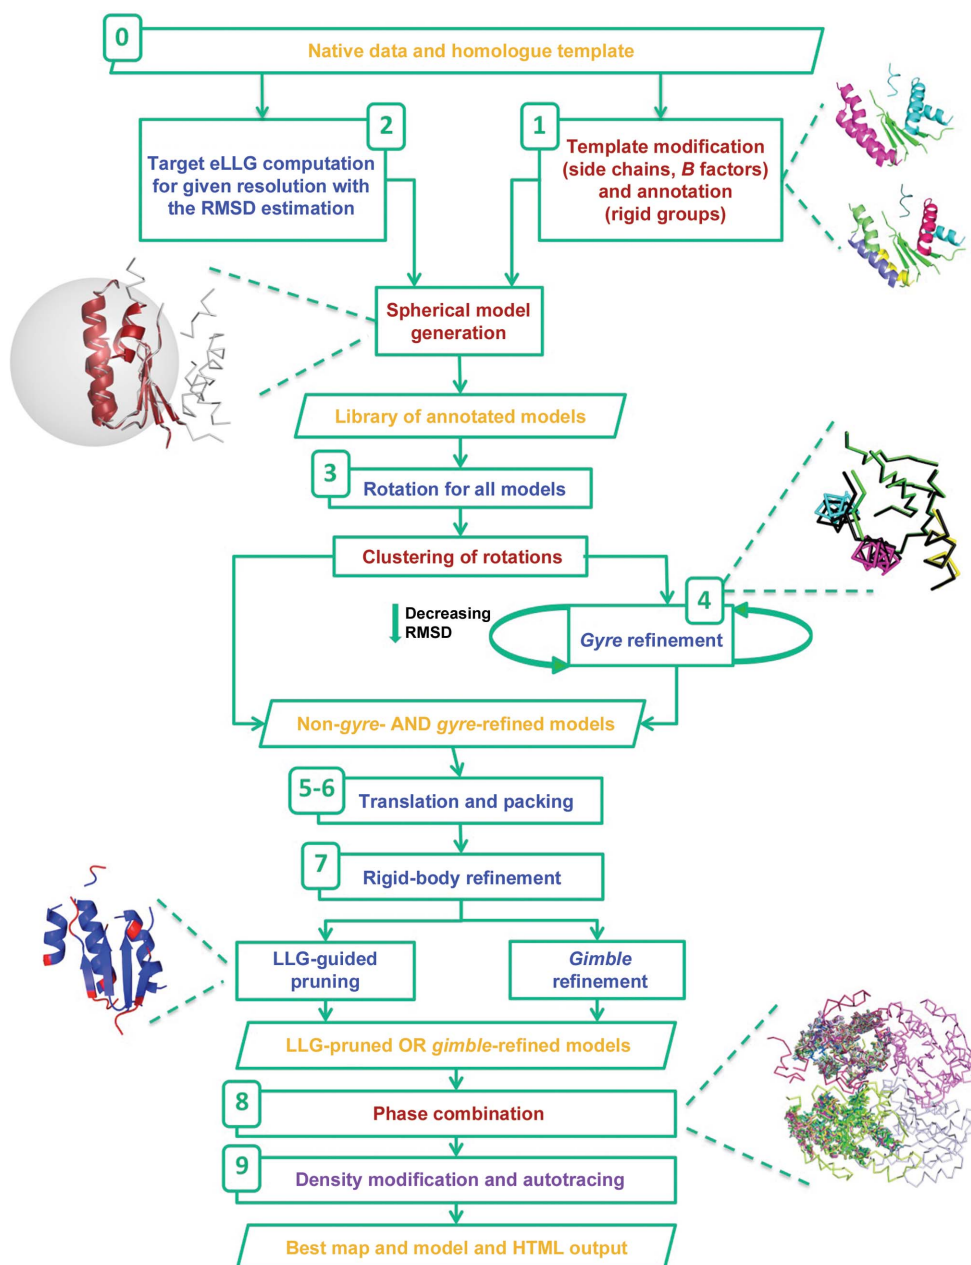 0
Native data and homologue template
2
Target eLLG computation
for given resolution with
the RMSD estimation
1
Template modification
(side chains, B factors)
and annotation
(rigid groups)
Spherical model
generation
Library of annotated models
3
Rotation for all models
Clustering of rotations
4
Decreasing
RMSD
Gyre refinement
Non-gyre- AND gyre-refined models
5-6
Translation and packing
7
Rigid-body refinement
LLG-guided
pruning
Gimble
refinement
LLG-pruned OR gimble-refined models
8
Phase combination
9
Density modification and autotracing
Best map and model and HTML output